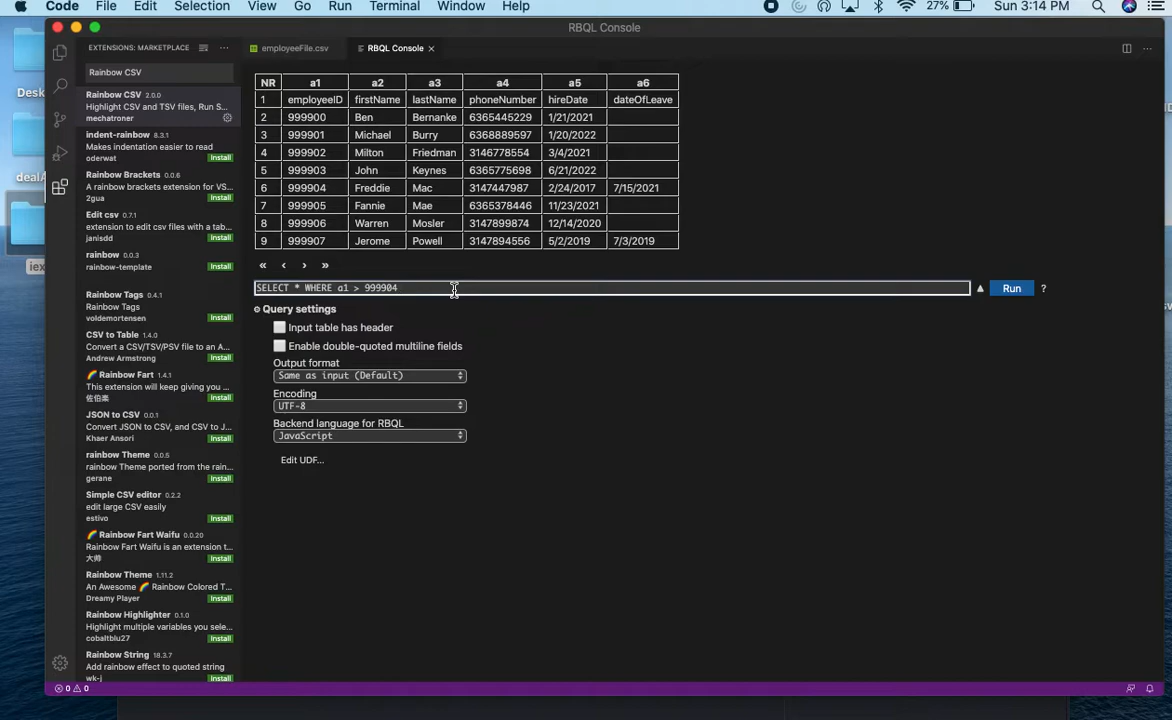 Code File Edit Selection View Go Run Terminal Window Help 27% Sun 3:14 PM
RBQL Console
EXTENSIONS: MARKETPLACE ...
employeeFile.csv RBQL Console
Rainbow CSV
Rainbow CSV 2.0.0
Highlight CSV and TSV files, Run S...
mechatroner
indent-rainbow 8.3.1
Makes indentation easier to read
oderwat Install
Rainbow Brackets 0.0.6
A rainbow brackets extension for VS...
2gua Install
Edit csv 0.7.1
extension to edit csv files with a tab...
janisdd Install
rainbow 0.0.3
rainbow-template Install
Rainbow Tags 0.4.1
Rainbow Tags
voldemortensen Install
CSV to Table 1.4.0
Convert a CSV/TSV/PSV file to an A...
Andrew Armstrong Install
Rainbow Fart 1.4.1
This extension will keep giving you ...
佐伯楽 Install
JSON to CSV 0.0.1
Convert JSON to CSV, and CSV to J...
Khaer Ansori Install
rainbow Theme 0.0.5
rainbow Theme ported from the rain...
gerane Install
Simple CSV editor 0.2.2
edit large CSV easily
estivo Install
Rainbow Fart Waifu 0.0.20
Rainbow Fart Waifu is an extension t...
大帅 Install
Rainbow Theme 1.11.2
An Awesome Rainbow Colored T...
Dreamy Player Install
Rainbow Highlighter 0.1.0
Highlight multiple variables you sele...
cobaltblu27 Install
Rainbow String 18.3.7
Add rainbow effect to quoted string
wk-j Install
NR a1 a2 a3 a4 a5 a6
1 employeeID firstName lastName phoneNumber hireDate dateOfLeave
2 999900 Ben Bernanke 6365445229 1/21/2021
3 999901 Michael Burry 6368889597 1/20/2022
4 999902 Milton Friedman 3146778554 3/4/2021
5 999903 John Keynes 6365775698 6/21/2022
6 999904 Freddie Mac 3147447987 2/24/2017 7/15/2021
7 999905 Fannie Mae 6365378446 11/23/2021
8 999906 Warren Mosler 3147899874 12/14/2020
9 999907 Jerome Powell 3147894556 5/2/2019 7/3/2019
« ‹ › »
SELECT * WHERE a1 > 999904 ▲ Run ?
Query settings
Input table has header
Enable double-quoted multiline fields
Output format
Same as input (Default)
Encoding
UTF-8
Backend language for RBQL
JavaScript
Edit UDF...
0 0
Desk
dealA
iex